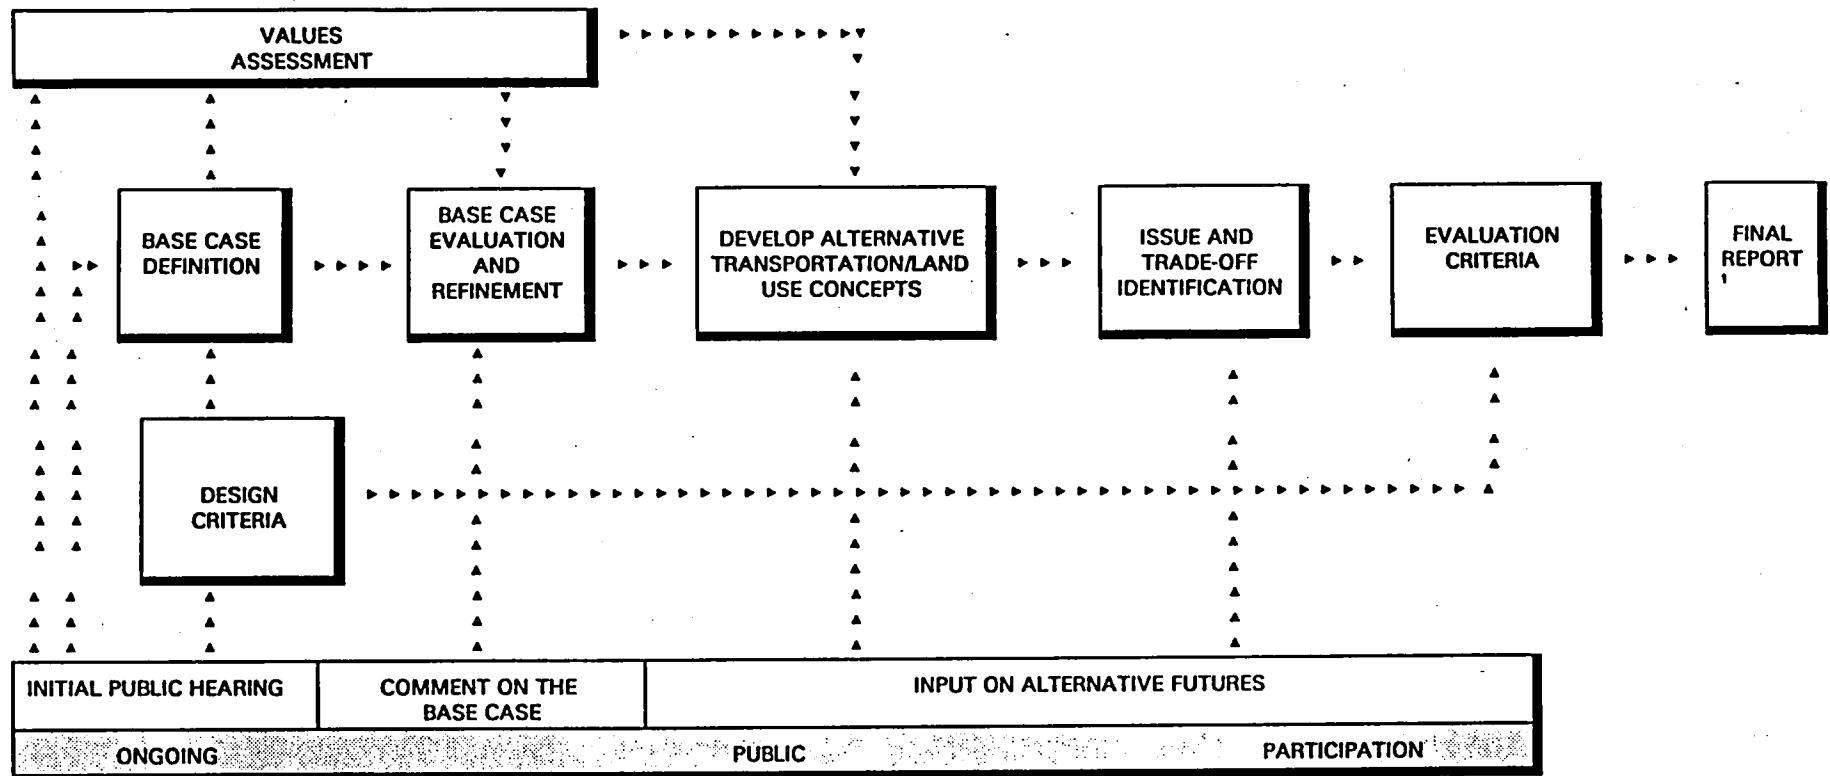 VALUES
ASSESSMENT
BASE CASE
DEFINITION
BASE CASE
EVALUATION
AND
REFINEMENT
DEVELOP ALTERNATIVE
TRANSPORTATION/LAND
USE CONCEPTS
ISSUE AND
TRADE-OFF
IDENTIFICATION
EVALUATION
CRITERIA
FINAL
REPORT
DESIGN
CRITERIA
INITIAL PUBLIC HEARING
COMMENT ON THE
BASE CASE
INPUT ON ALTERNATIVE FUTURES
ONGOING PUBLIC PARTICIPATION